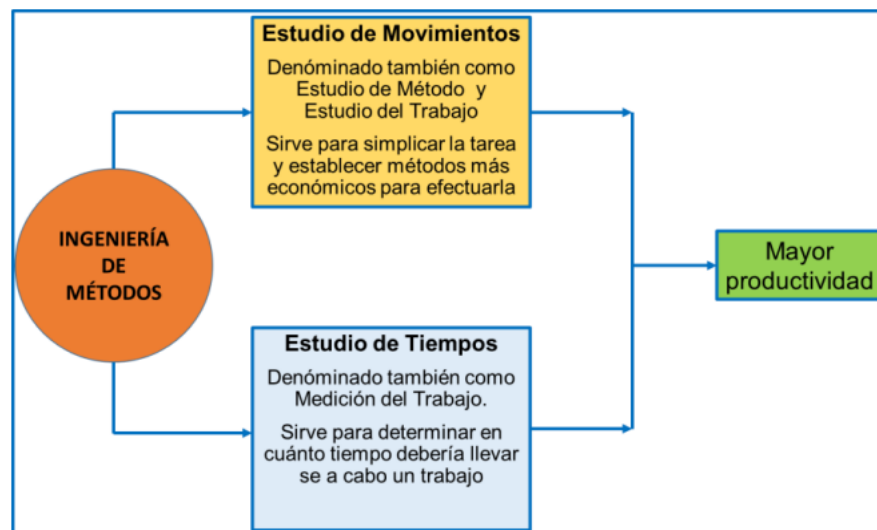 INGENIERÍA
DE
MÉTODOS
Estudio de Movimientos
Denóminado también como
Estudio de Método y
Estudio del Trabajo
Sirve para simplicar la tarea
y establecer métodos más
económicos para efectuarla
Estudio de Tiempos
Denóminado también como
Medición del Trabajo.
Sirve para determinar en
cuánto tiempo debería llevar
se a cabo un trabajo
Mayor
productividad